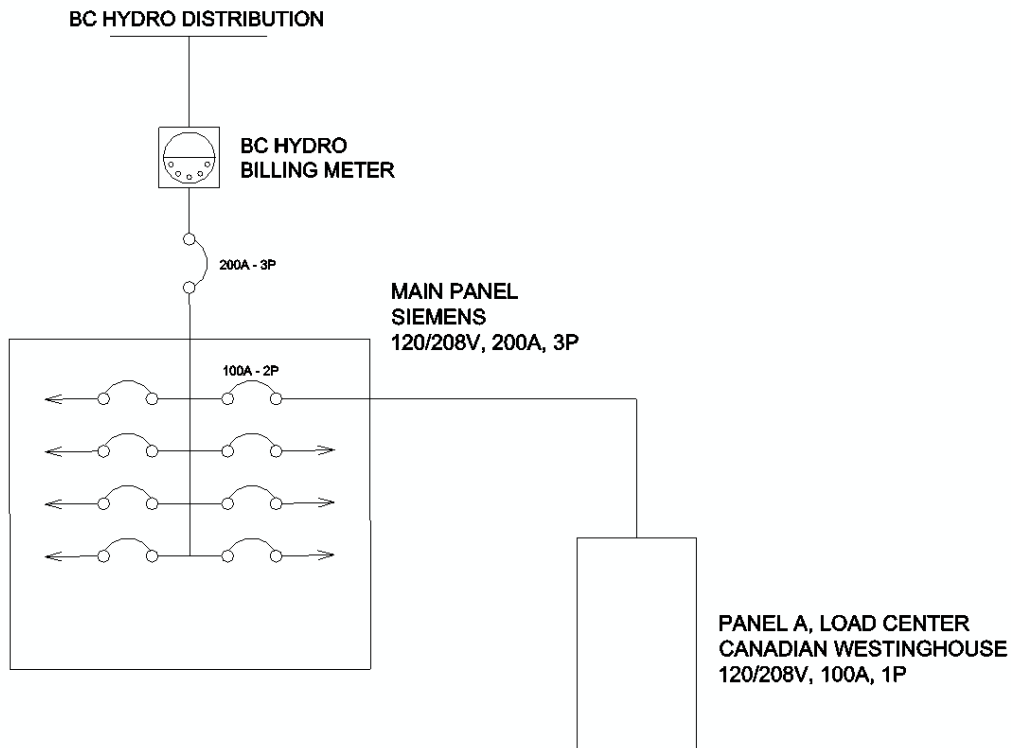 BC HYDRO DISTRIBUTION
BC HYDRO
BILLING METER
200A - 3P
MAIN PANEL
SIEMENS
120/208V, 200A, 3P
100A - 2P
PANEL A, LOAD CENTER
CANADIAN WESTINGHOUSE
120/208V, 100A, 1P